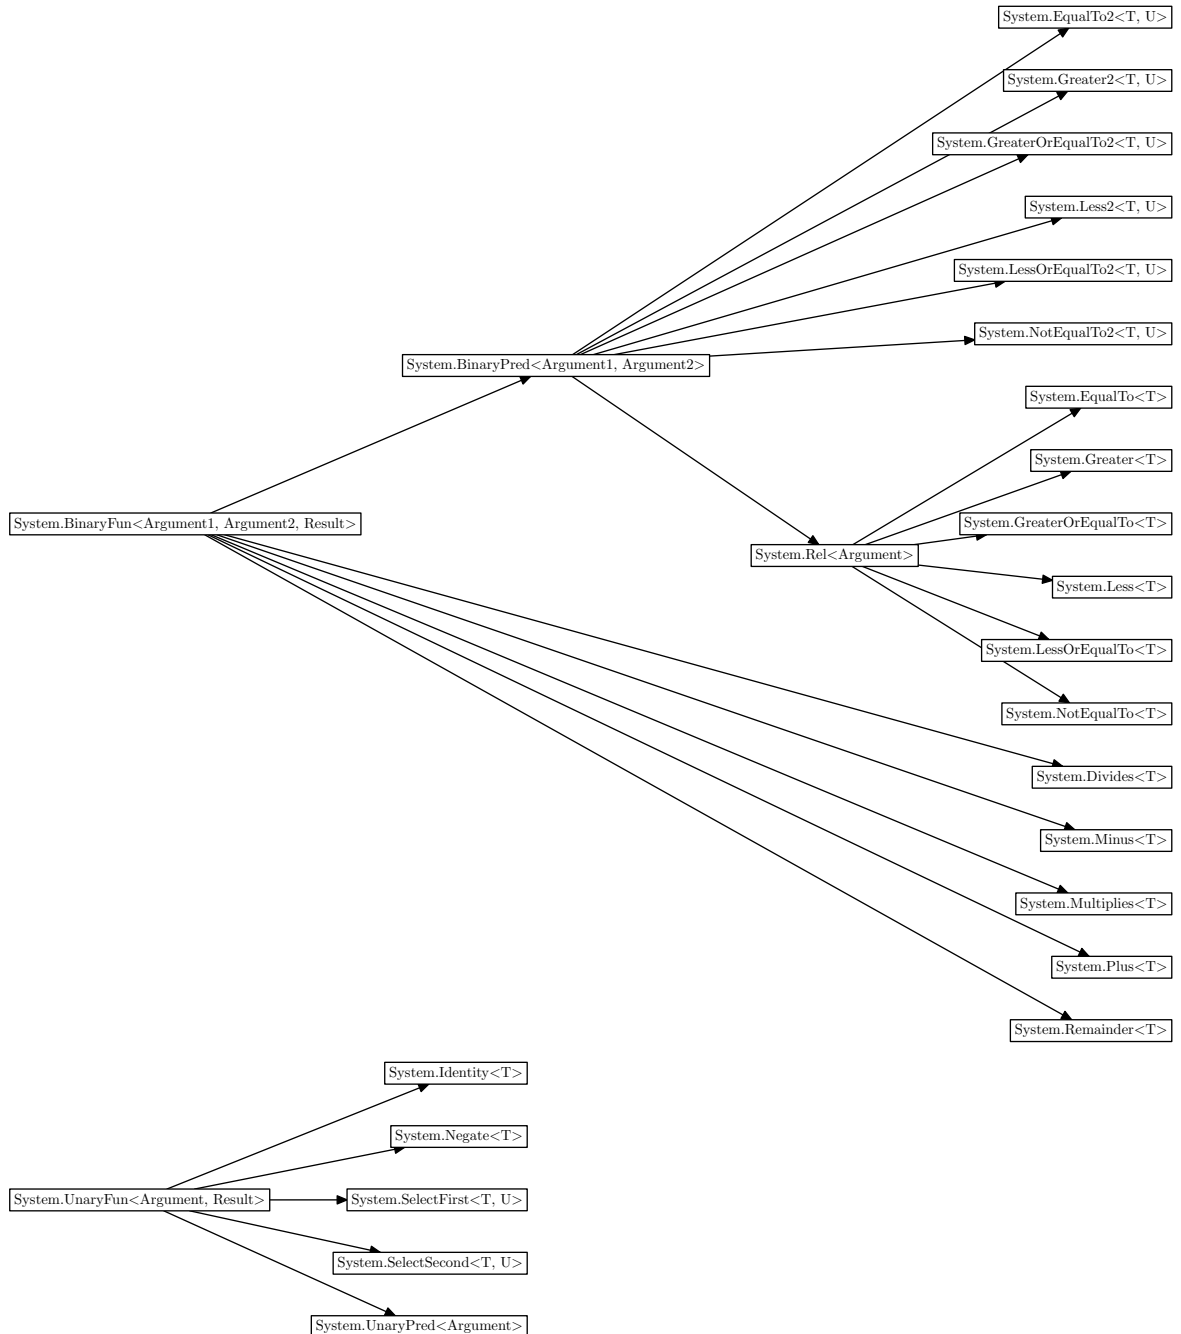 System.EqualTo2<T, U>
System.Greater2<T, U>
System.GreaterOrEqualTo2<T, U>
System.Less2<T, U>
System.LessOrEqualTo2<T, U>
System.NotEqualTo2<T, U>
System.BinaryPred<Argument1, Argument2>
System.EqualTo<T>
System.Greater<T>
System.BinaryFun<Argument1, Argument2, Result>
System.GreaterOrEqualTo<T>
System.Rel<Argument>
System.Less<T>
System.LessOrEqualTo<T>
System.NotEqualTo<T>
System.Divides<T>
System.Minus<T>
System.Multiplies<T>
System.Plus<T>
System.Remainder<T>
System.Identity<T>
System.Negate<T>
System.UnaryFun<Argument, Result>
System.SelectFirst<T, U>
System.SelectSecond<T, U>
System.UnaryPred<Argument>